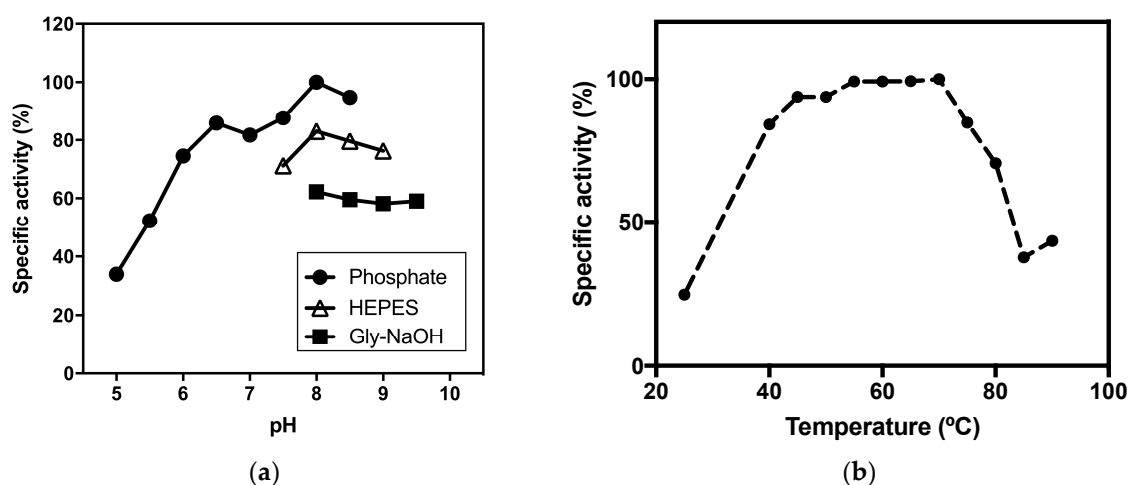 120
100
80
60
40
20
0
Specific activity (%)
Phosphate
HEPES
Gly-NaOH
5 6 7 8 9 10
pH
(a)
100
50
0
Specific activity (%)
20 40 60 80 100
Temperature (ºC)
(b)